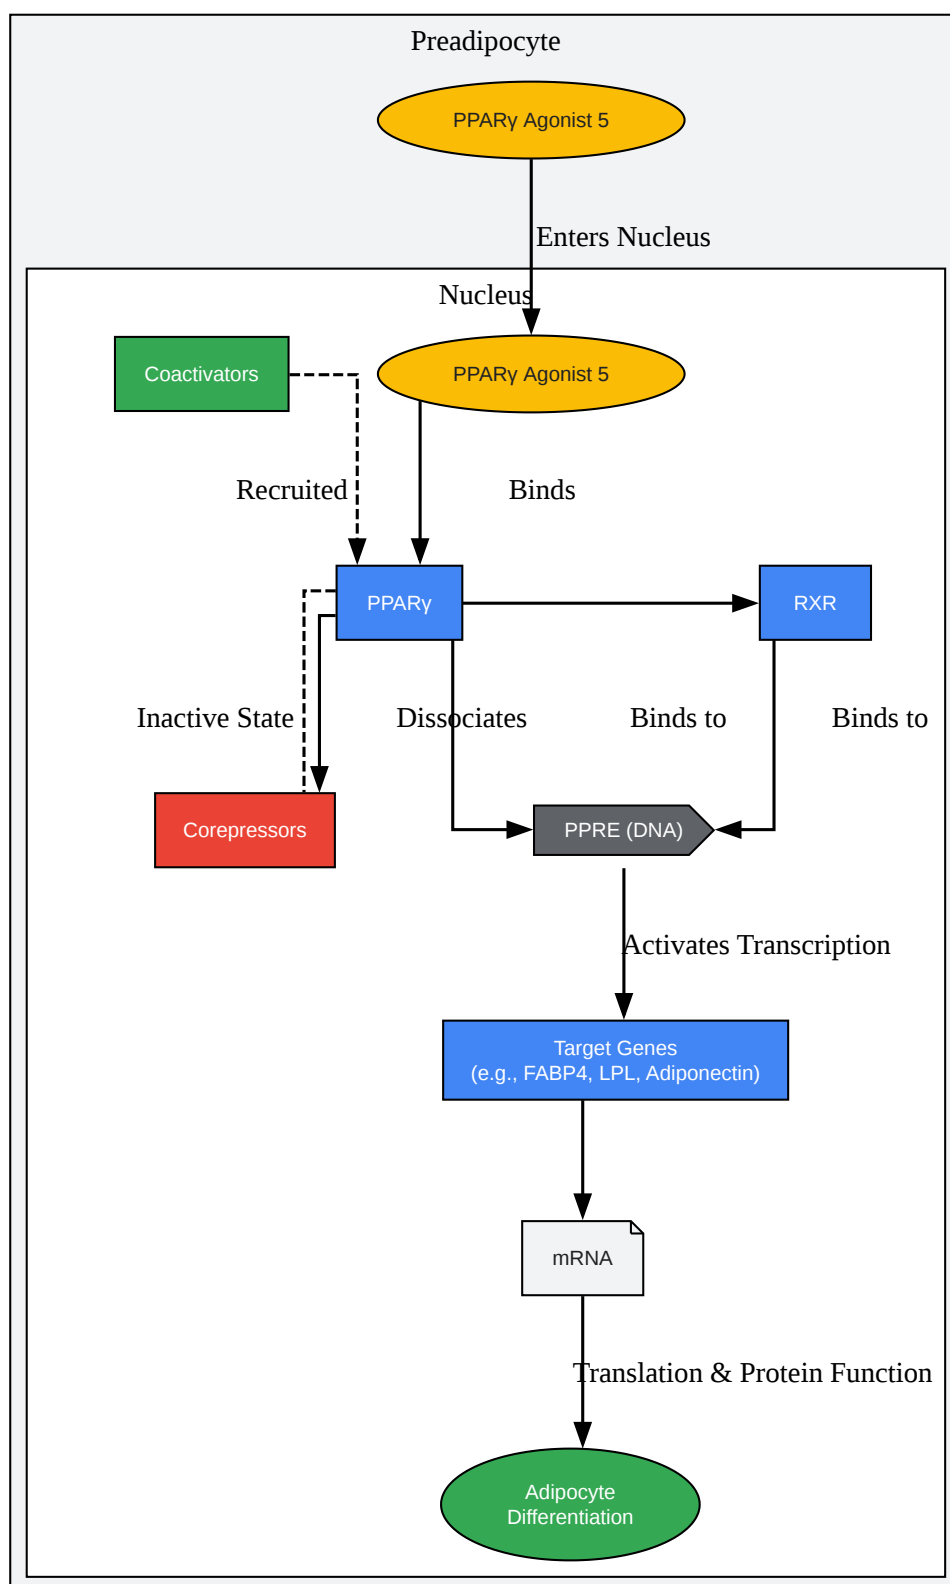 Preadipocyte
PPARγ Agonist 5
Enters Nucleus
Nucleus
Coactivators
PPARγ Agonist 5
Recruited
Binds
PPARγ
RXR
Inactive State
Dissociates
Binds to
Binds to
Corepressors
PPRE (DNA)
Activates Transcription
Target Genes
(e.g., FABP4, LPL, Adiponectin)
mRNA
Translation & Protein Function
Adipocyte
Differentiation